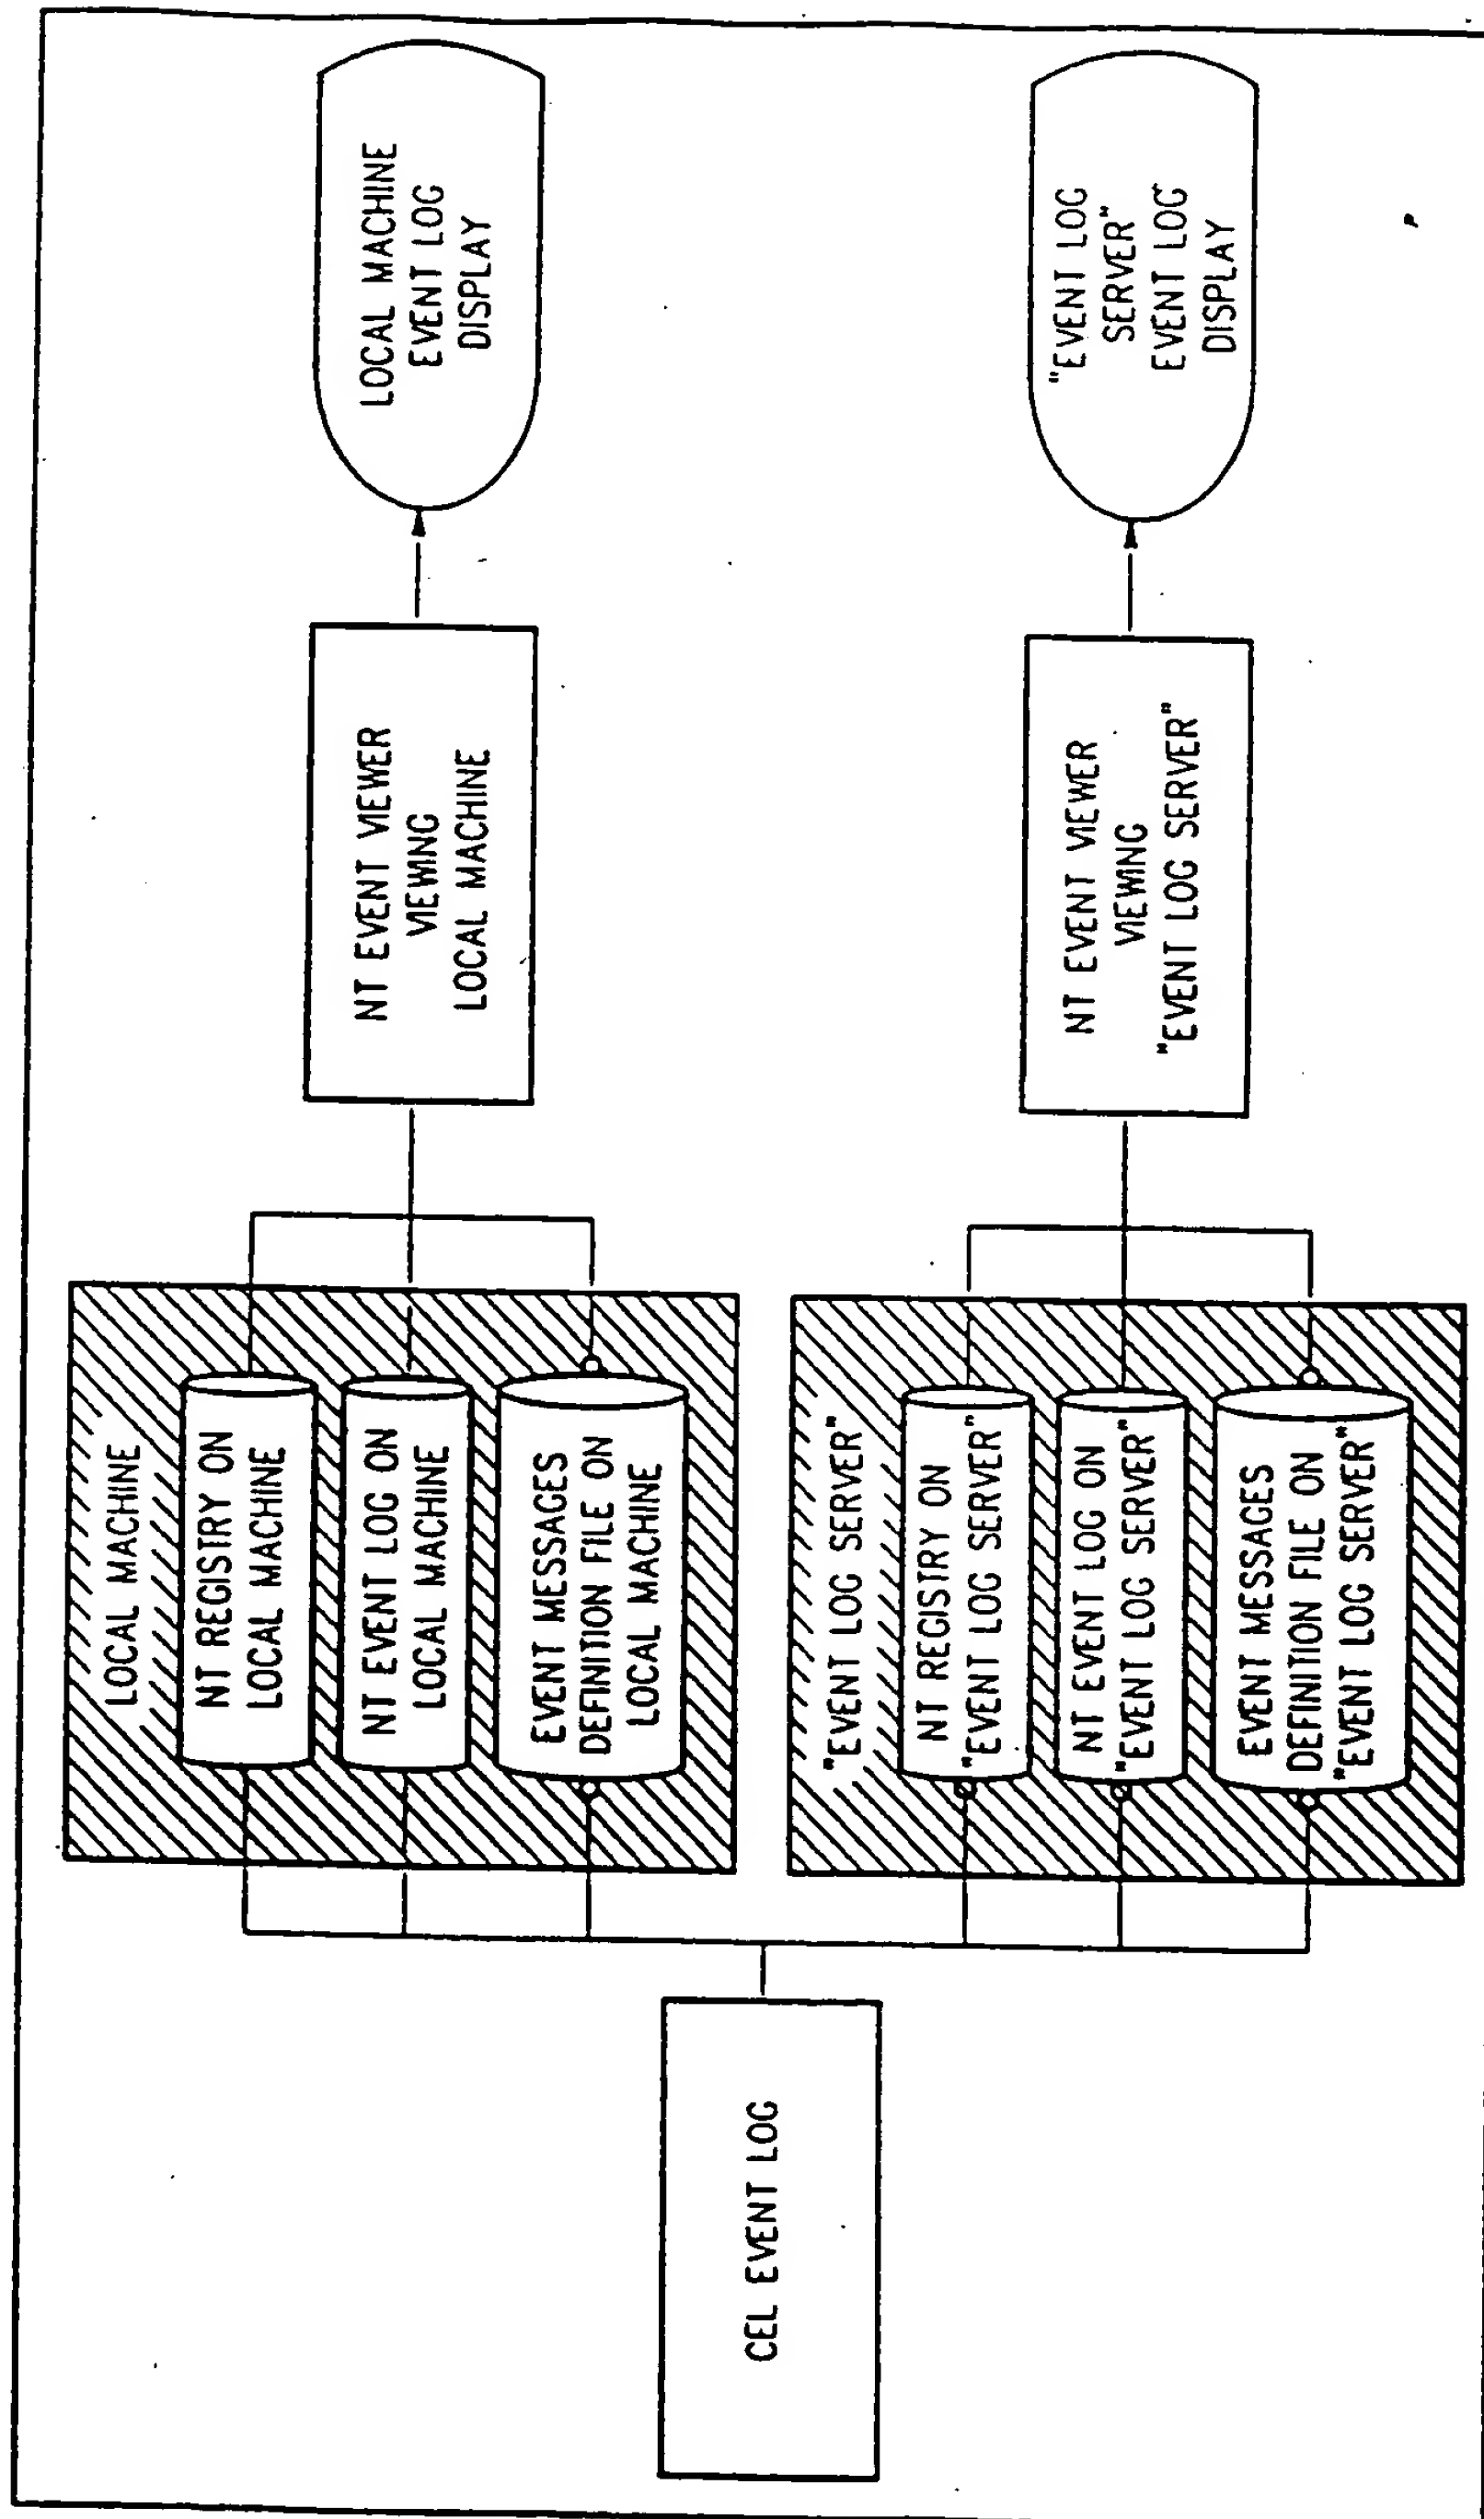 CEL EVENT LOG
LOCAL MACHINE
NT REGISTRY ON
LOCAL MACHINE
NT EVENT LOG ON
LOCAL MACHINE
EVENT MESSAGES
DEFINITION FILE ON
LOCAL MACHINE
NT EVENT VIEWER
VIEWING
LOCAL MACHINE
LOCAL MACHINE
EVENT LOG
DISPLAY
"EVENT LOG SERVER"
NT REGISTRY ON
"EVENT LOG SERVER"
NT EVENT LOG ON
"EVENT LOG SERVER"
EVENT MESSAGES
DEFINITION FILE ON
"EVENT LOG SERVER"
NT EVENT VIEWER
VIEWING
"EVENT LOG SERVER"
"EVENT LOG
SERVER"
EVENT LOG
DISPLAY